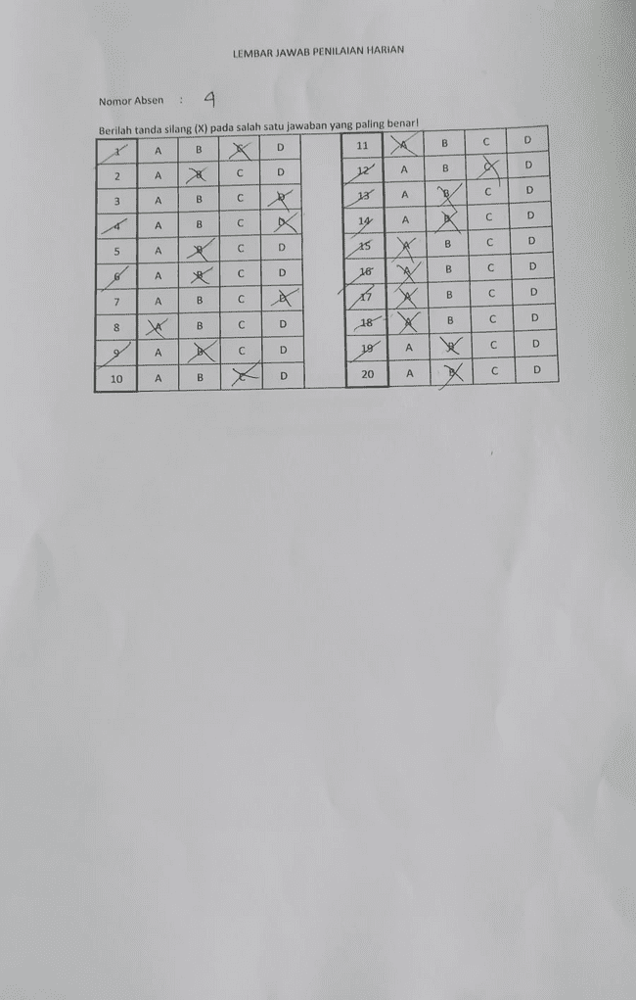 LEMBAR JAWAB PENILAIAN HARIAN
Nomor Absen : 4
Berilah tanda silang (X) pada salah satu jawaban yang paling benar!
1 A B C D 11 A B C D
2 A B C D 12 A B C D
3 A B C D 13 A B C D
4 A B C D 14 A B C D
5 A B C D 15 A B C D
6 A B C D 16 A B C D
7 A B C D 17 A B C D
8 A B C D 18 A B C D
9 A B C D 19 A B C D
10 A B C D 20 A B C D